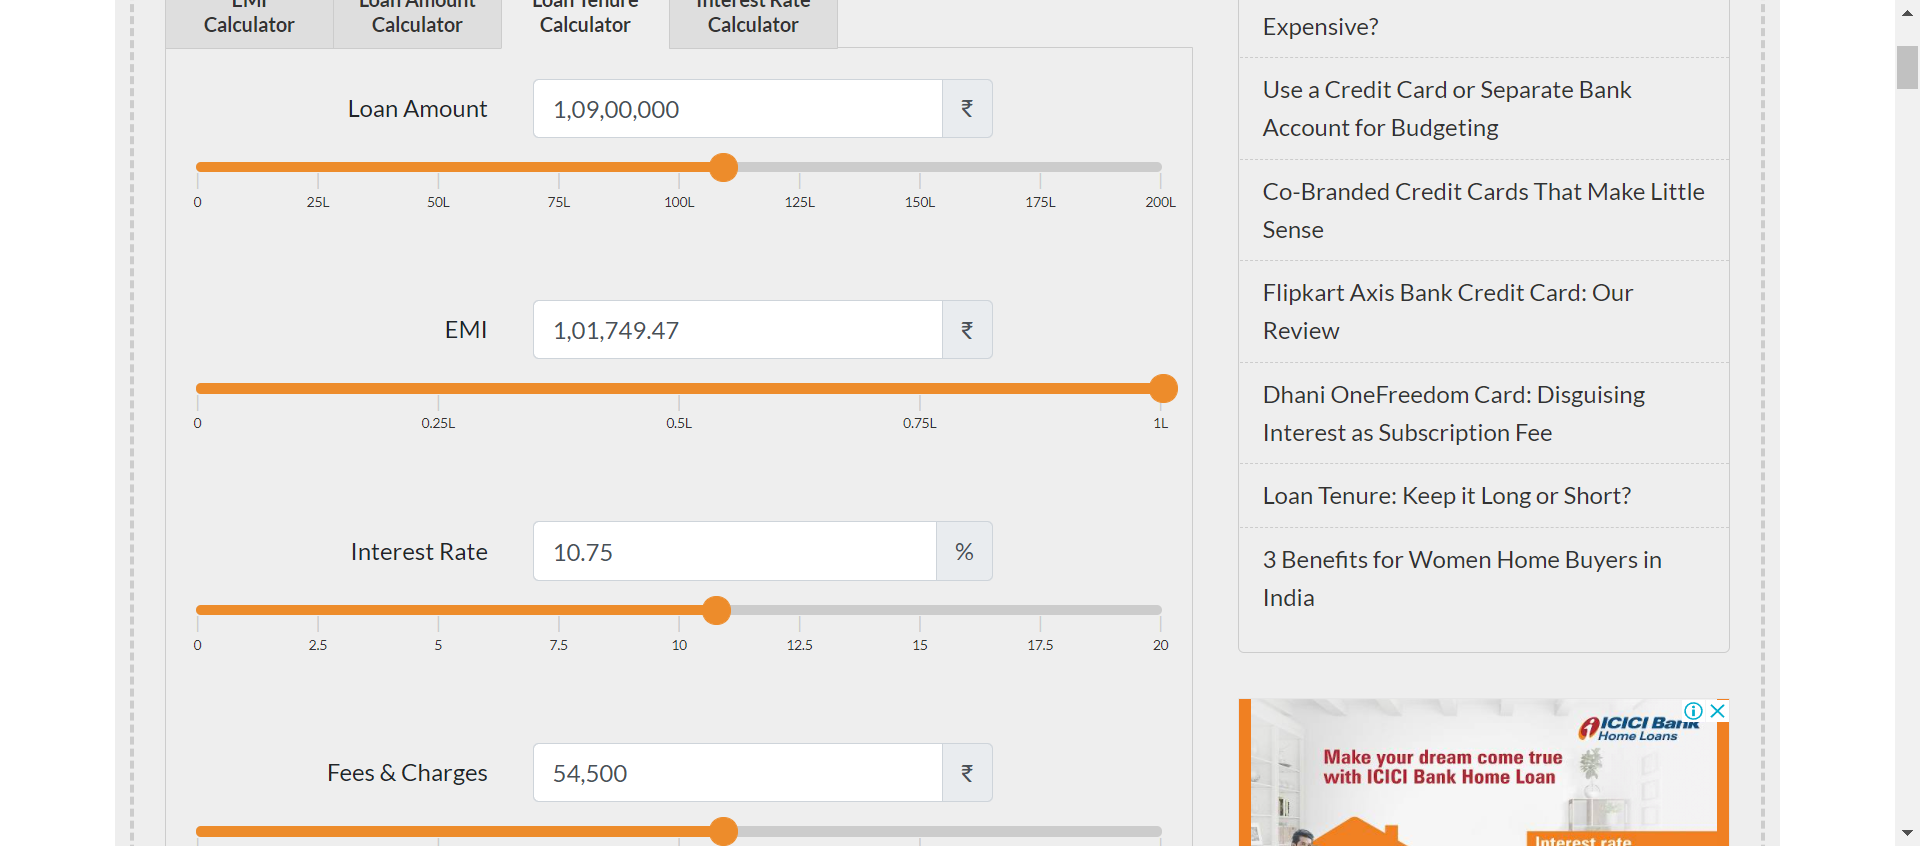 EMI
Calculator
Loan Amount
Calculator
Loan Tenure
Calculator
Interest Rate
Calculator
Loan Amount
1,09,00,000
₹
0
25L
50L
75L
100L
125L
150L
175L
200L
EMI
1,01,749.47
₹
0
0.25L
0.5L
0.75L
1L
Interest Rate
10.75
%
0
2.5
5
7.5
10
12.5
15
17.5
20
Fees & Charges
54,500
₹
Expensive?
Use a Credit Card or Separate Bank
Account for Budgeting
Co-Branded Credit Cards That Make Little
Sense
Flipkart Axis Bank Credit Card: Our
Review
Dhani OneFreedom Card: Disguising
Interest as Subscription Fee
Loan Tenure: Keep it Long or Short?
3 Benefits for Women Home Buyers in
India
ICICI Bank
Home Loans
Make your dream come true
with ICICI Bank Home Loan
Interest rate